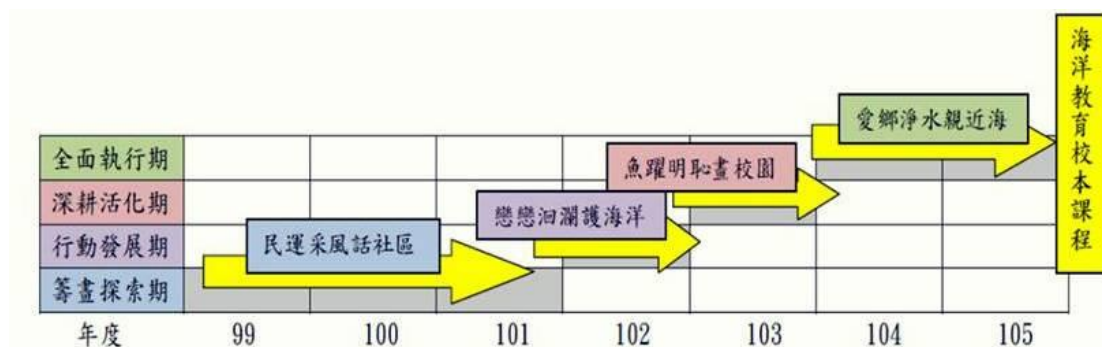 海洋教育校本課程
愛鄉淨水親近海
全面執行期
魚躍明恥畫校園
深耕活化期
戀戀洄瀾護海洋
行動發展期
民運采風話社區
籌畫探索期
年度 99 100 101 102 103 104 105